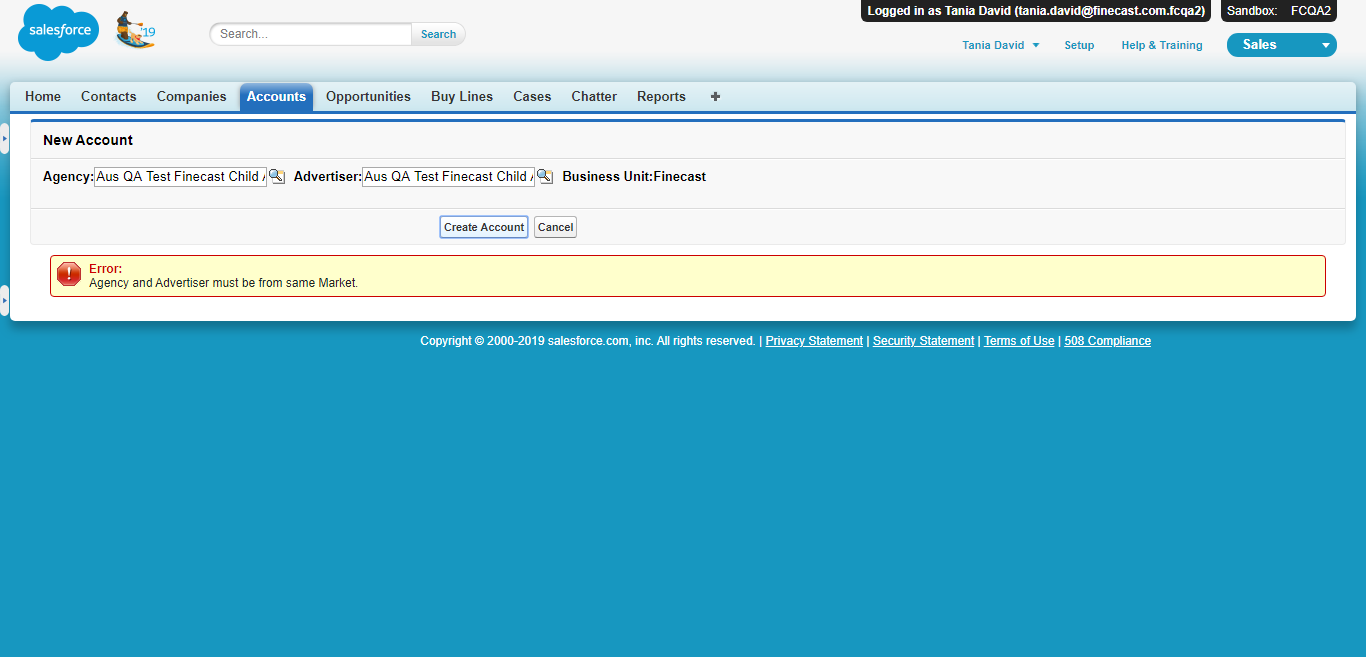 Logged in as Tania David (tania.david@finecast.com.fcqa2) Sandbox: FCQA2
salesforce '19 Search... Search
Tania David Setup Help & Training Sales
Home Contacts Companies Accounts Opportunities Buy Lines Cases Chatter Reports +
New Account
Agency: Aus QA Test Finecast Child Advertiser: Aus QA Test Finecast Child Business Unit:Finecast
Create Account Cancel
Error:
Agency and Advertiser must be from same Market.
Copyright © 2000-2019 salesforce.com, inc. All rights reserved. | Privacy Statement | Security Statement | Terms of Use | 508 Compliance